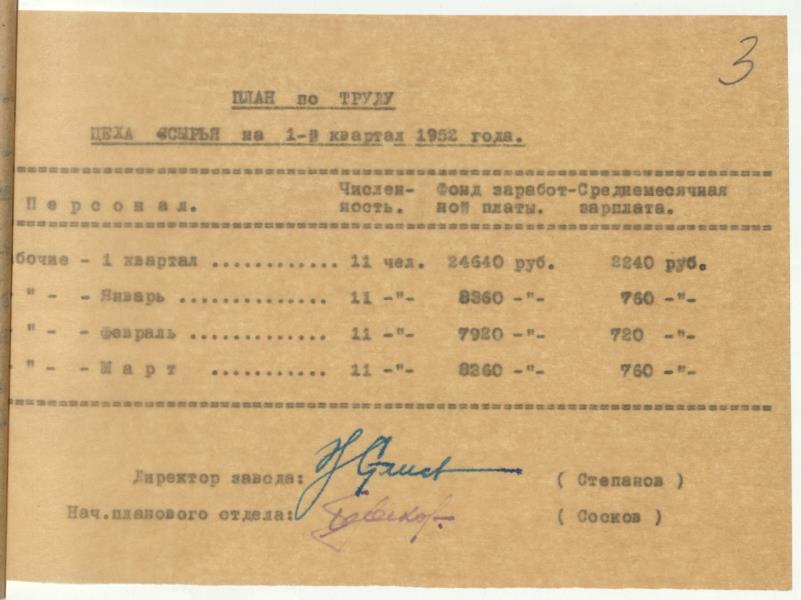 3
ПЛАН по ТРУДУ
ЦЕХА СЫРЬЯ на 1-й квартал 1952 года.
Персонал. Числен- Фонд заработ- Среднемесячная
ность. ной платы. зарплата.
бочие - 1 квартал ............ 11 чел. 24640 руб. 2240 руб.
" - - Январь .............. 11 -"- 8360 -"- 760 -"-
" - - Февраль ............. 11 -"- 7920 -"- 720 -"-
" - - Март ........... 11 -"- 8360 -"- 760 -"-
Директор завода: ( Степанов )
Нач.планового отдела: ( Сосков )